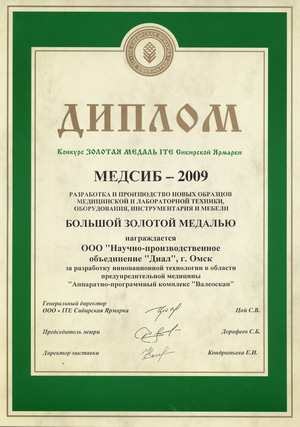 ДИПЛОМ
Конкурс ЗОЛОТАЯ МЕДАЛЬ ITE Сибирской Ярмарки
МЕДСИБ – 2009
РАЗРАБОТКА И ПРОИЗВОДСТВО НОВЫХ ОБРАЗЦОВ
МЕДИЦИНСКОЙ И ЛАБОРАТОРНОЙ ТЕХНИКИ,
ОБОРУДОВАНИЯ, ИНСТРУМЕНТАРИЯ И МЕБЕЛИ
БОЛЬШОЙ ЗОЛОТОЙ МЕДАЛЬЮ
награждается
ООО "Научно-производственное
объединение "Диал", г. Омск
за разработку инновационной технологии в области
предупредительной медицины
"Аппаратно-программный комплекс "Валеоскан"
Генеральный директор
ООО « ITE Сибирская Ярмарка Цой С.В.
Председатель жюри Дорофеев С.Б.
Директор выставки Кондратьева Е.Н.